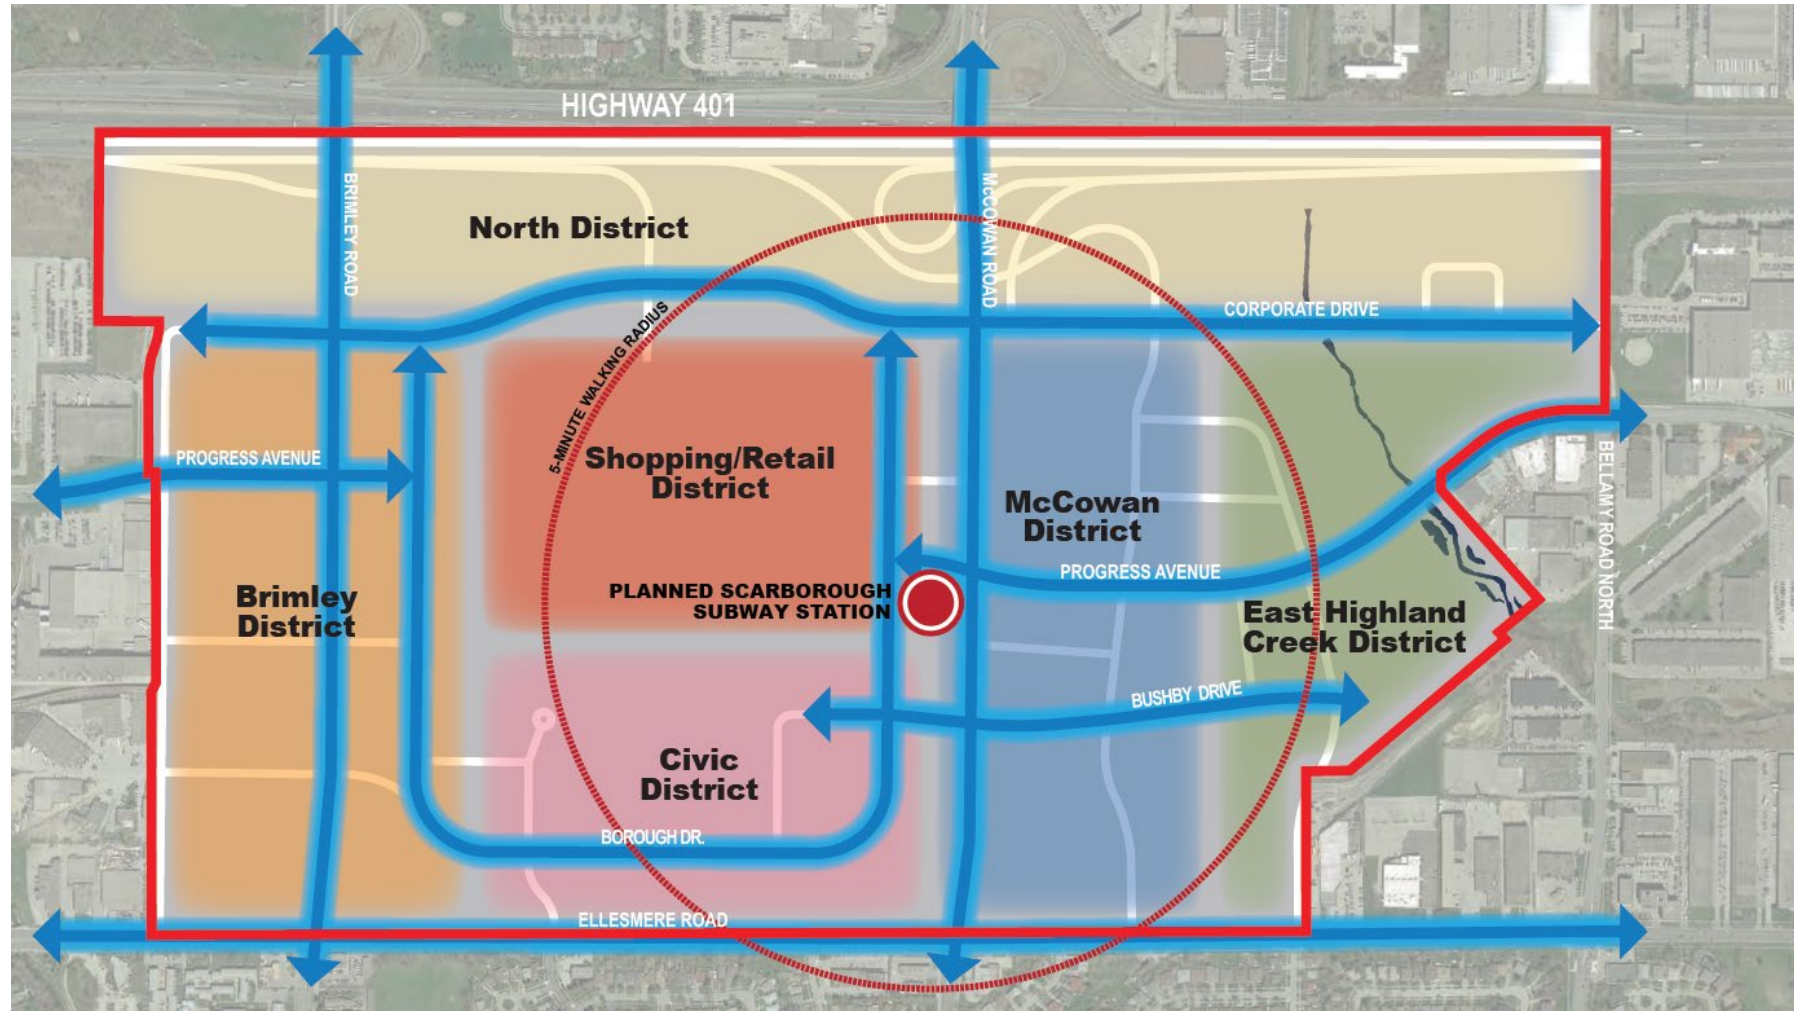 HIGHWAY 401
BRIMLEY ROAD
McCOWAN ROAD
North District
CORPORATE DRIVE
5-MINUTE WALKING RADIUS
PROGRESS AVENUE
Shopping/Retail
District
McCowan
District
BELLAMY ROAD NORTH
PROGRESS AVENUE
PLANNED SCARBOROUGH
SUBWAY STATION
Brimley
District
East Highland
Creek District
BUSHBY DRIVE
Civic
District
BOROUGH DR.
ELLESMERE ROAD